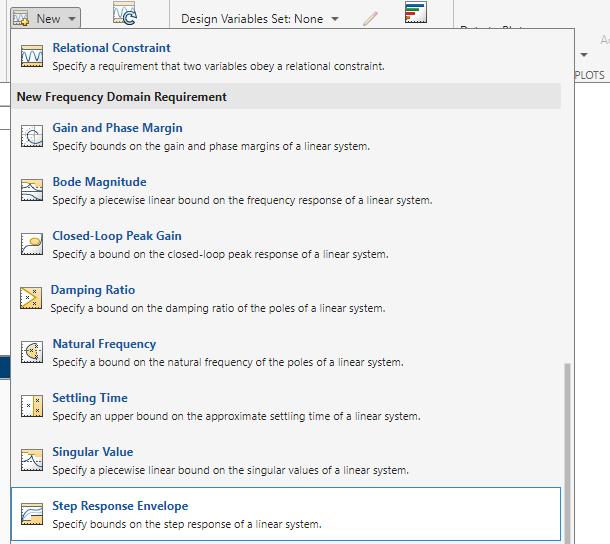 New
Design Variables Set: None
Relational Constraint
Specify a requirement that two variables obey a relational constraint.
PLOTS
New Frequency Domain Requirement
Gain and Phase Margin
Specify bounds on the gain and phase margins of a linear system.
Bode Magnitude
Specify a piecewise linear bound on the frequency response of a linear system.
Closed-Loop Peak Gain
Specify a bound on the closed-loop peak response of a linear system.
Damping Ratio
Specify a bound on the damping ratio of the poles of a linear system.
Natural Frequency
Specify a bound on the natural frequency of the poles of a linear system.
Settling Time
Specify an upper bound on the approximate settling time of a linear system.
Singular Value
Specify a piecewise linear bound on the singular values of a linear system.
Step Response Envelope
Specify bounds on the step response of a linear system.